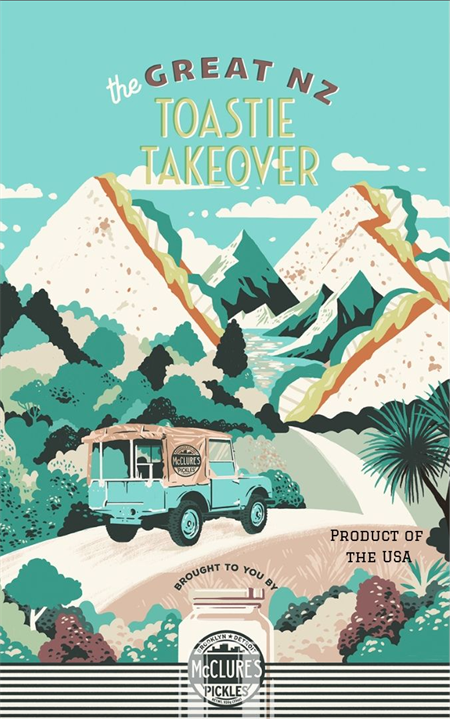 the GREAT NZ
TOASTIE
TAKEOVER
McCLURE'S
PICKLES
PRODUCT OF
THE USA
BROUGHT TO YOU BY
BROOKLYN ★ DETROIT
McCLURE'S
PICKLES